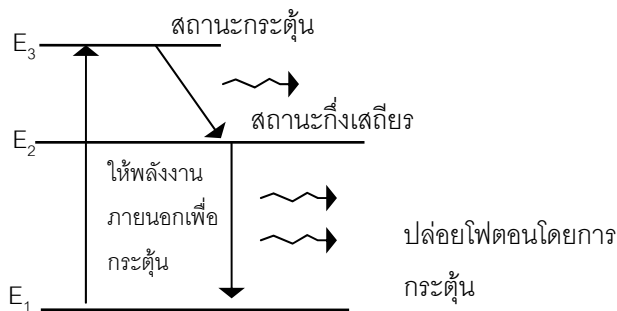 สถานะกระตุ้น
E3
สถานะกึ่งเสถียร
E2
ให้พลังงาน
ภายนอกเพื่อ
กระตุ้น
ปล่อยโฟตอนโดยการ
กระตุ้น
E1